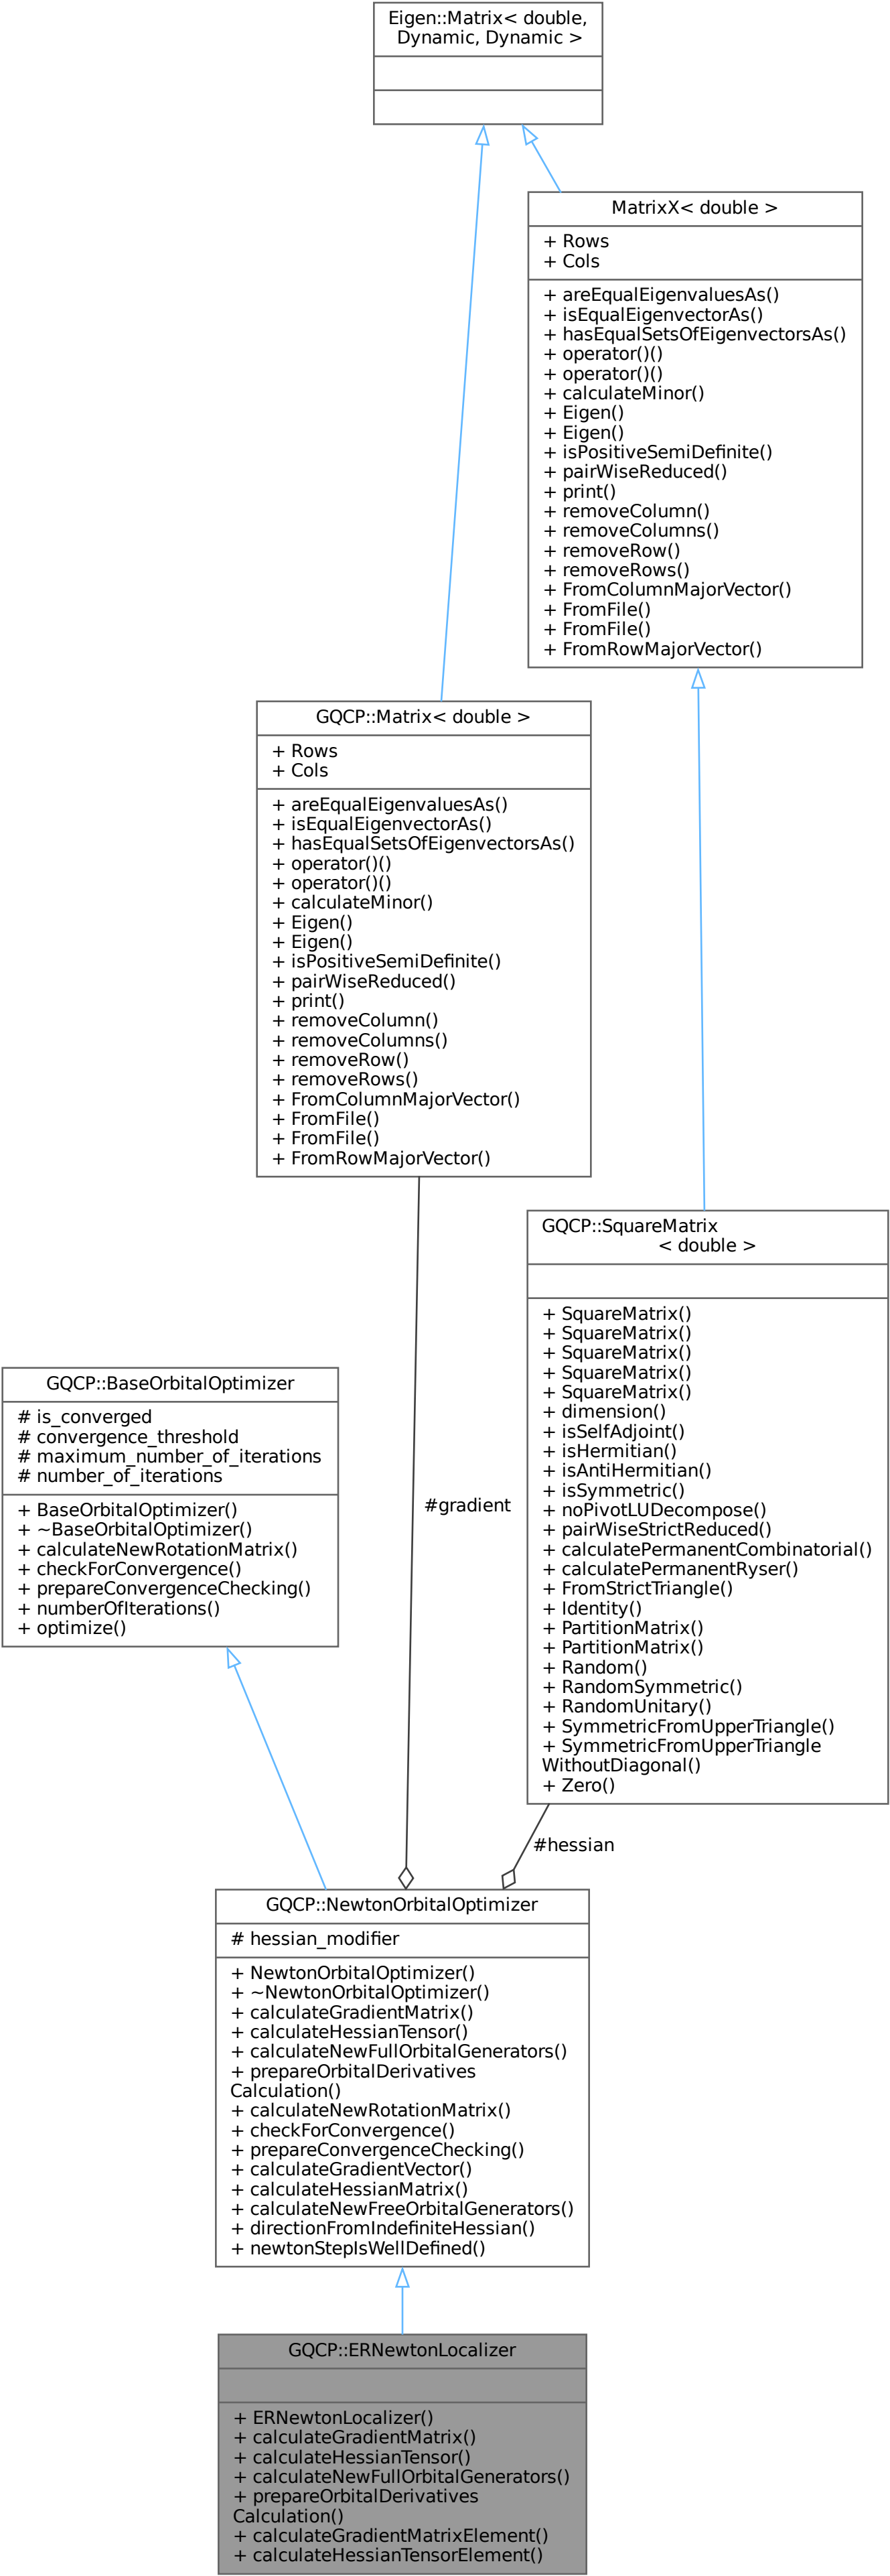 Eigen::Matrix< double,
Dynamic, Dynamic >
MatrixX< double >
+ Rows
+ Cols
+ areEqualEigenvaluesAs()
+ isEqualEigenvectorAs()
+ hasEqualSetsOfEigenvectorsAs()
+ operator()()
+ operator()()
+ calculateMinor()
+ Eigen()
+ Eigen()
+ isPositiveSemiDefinite()
+ pairWiseReduced()
+ print()
+ removeColumn()
+ removeColumns()
+ removeRow()
+ removeRows()
+ FromColumnMajorVector()
+ FromFile()
+ FromFile()
+ FromRowMajorVector()
GQCP::Matrix< double >
+ Rows
+ Cols
+ areEqualEigenvaluesAs()
+ isEqualEigenvectorAs()
+ hasEqualSetsOfEigenvectorsAs()
+ operator()()
+ operator()()
+ calculateMinor()
+ Eigen()
+ Eigen()
+ isPositiveSemiDefinite()
+ pairWiseReduced()
+ print()
+ removeColumn()
+ removeColumns()
+ removeRow()
+ removeRows()
+ FromColumnMajorVector()
+ FromFile()
+ FromFile()
+ FromRowMajorVector()
GQCP::SquareMatrix
< double >
+ SquareMatrix()
+ SquareMatrix()
+ SquareMatrix()
+ SquareMatrix()
+ SquareMatrix()
+ dimension()
+ isSelfAdjoint()
+ isHermitian()
+ isAntiHermitian()
+ isSymmetric()
+ noPivotLUDecompose()
+ pairWiseStrictReduced()
+ calculatePermanentCombinatorial()
+ calculatePermanentRyser()
+ FromStrictTriangle()
+ Identity()
+ PartitionMatrix()
+ PartitionMatrix()
+ Random()
+ RandomSymmetric()
+ RandomUnitary()
+ SymmetricFromUpperTriangle()
+ SymmetricFromUpperTriangle
WithoutDiagonal()
+ Zero()
GQCP::BaseOrbitalOptimizer
# is_converged
# convergence_threshold
# maximum_number_of_iterations
# number_of_iterations
+ BaseOrbitalOptimizer()
+ ~BaseOrbitalOptimizer()
+ calculateNewRotationMatrix()
+ checkForConvergence()
+ prepareConvergenceChecking()
+ numberOfIterations()
+ optimize()
#gradient
#hessian
GQCP::NewtonOrbitalOptimizer
# hessian_modifier
+ NewtonOrbitalOptimizer()
+ ~NewtonOrbitalOptimizer()
+ calculateGradientMatrix()
+ calculateHessianTensor()
+ calculateNewFullOrbitalGenerators()
+ prepareOrbitalDerivatives
Calculation()
+ calculateNewRotationMatrix()
+ checkForConvergence()
+ prepareConvergenceChecking()
+ calculateGradientVector()
+ calculateHessianMatrix()
+ calculateNewFreeOrbitalGenerators()
+ directionFromIndefiniteHessian()
+ newtonStepIsWellDefined()
GQCP::ERNewtonLocalizer
+ ERNewtonLocalizer()
+ calculateGradientMatrix()
+ calculateHessianTensor()
+ calculateNewFullOrbitalGenerators()
+ prepareOrbitalDerivatives
Calculation()
+ calculateGradientMatrixElement()
+ calculateHessianTensorElement()